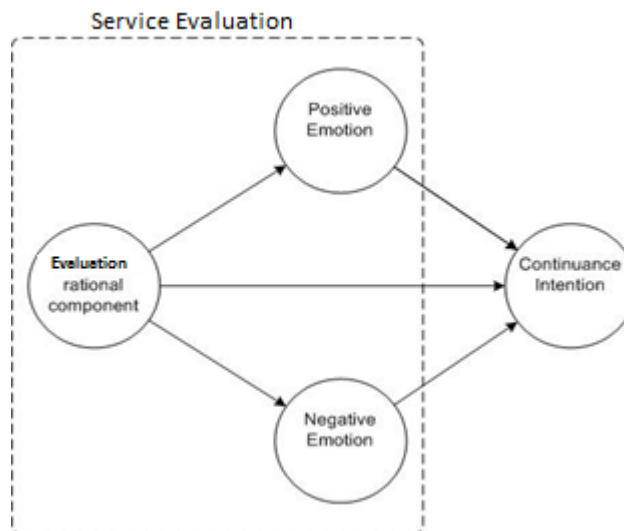 Service Evaluation
Positive
Emotion
Evaluation
rational
component
Continuance
Intention
Negative
Emotion